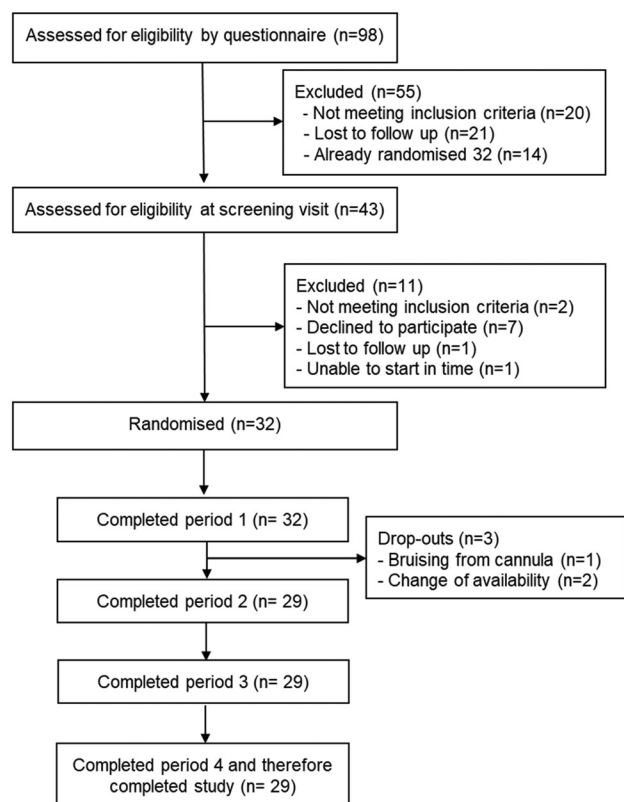 Assessed for eligibility by questionnaire (n=98)
Excluded (n=55)
- Not meeting inclusion criteria (n=20)
- Lost to follow up (n=21)
- Already randomised 32 (n=14)
Assessed for eligibility at screening visit (n=43)
Excluded (n=11)
- Not meeting inclusion criteria (n=2)
- Declined to participate (n=7)
- Lost to follow up (n=1)
- Unable to start in time (n=1)
Randomised (n=32)
Completed period 1 (n= 32)
Drop-outs (n=3)
- Bruising from cannula (n=1)
- Change of availability (n=2)
Completed period 2 (n= 29)
Completed period 3 (n= 29)
Completed period 4 and therefore
completed study (n= 29)